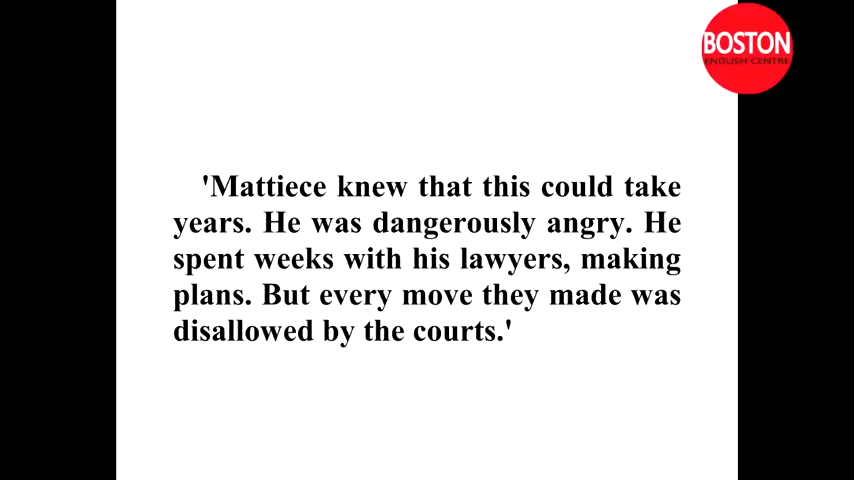 BOSTON
ENGLISH CENTRE
'Mattiece knew that this could take
years. He was dangerously angry. He
spent weeks with his lawyers, making
plans. But every move they made was
disallowed by the courts.'